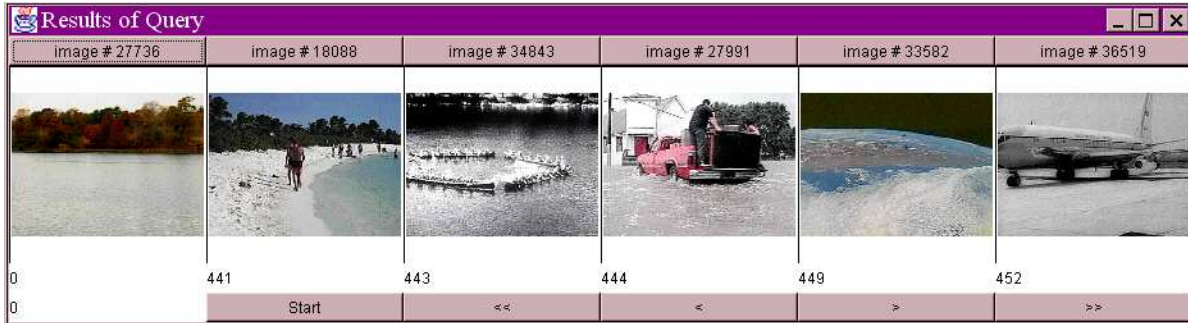 Results of Query
image # 27736 image # 18088 image # 34843 image # 27991 image # 33582 image # 36519
0 441 443 444 449 452
0 Start << < > >>